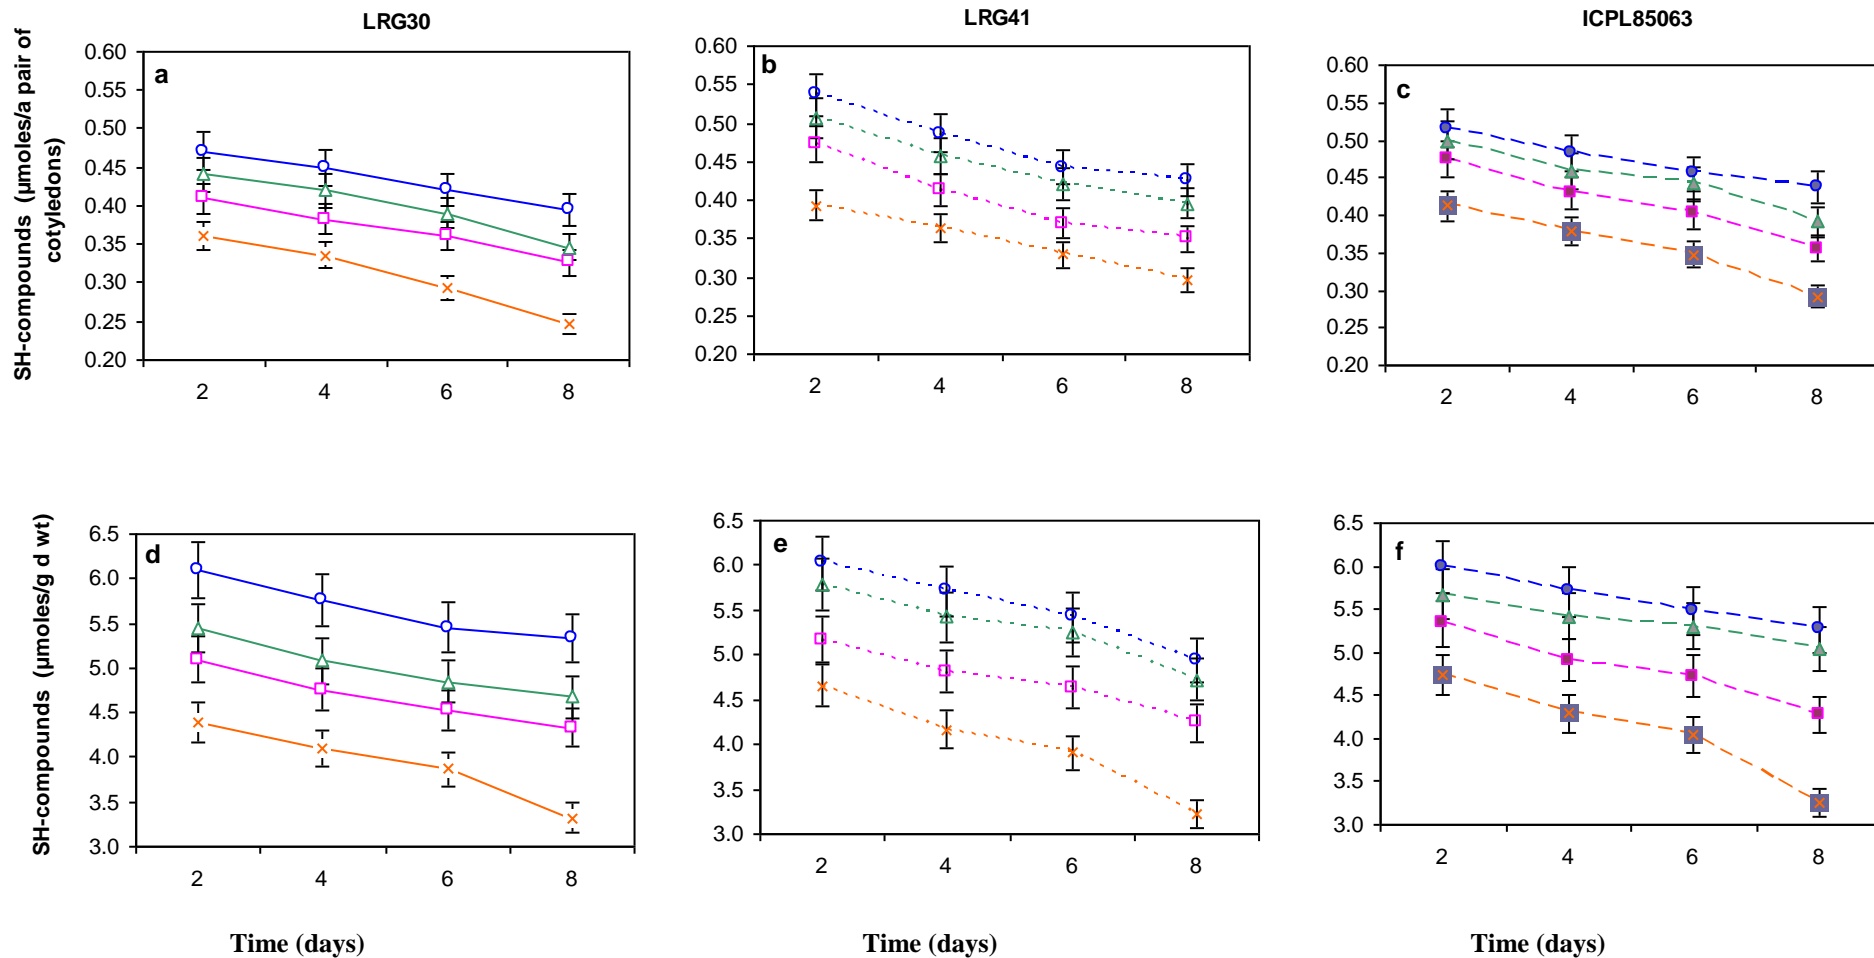 LRG30
LRG41
ICPL85063
SH-compounds (µmoles/a pair of
cotyledons)
a
0.60
0.55
0.50
0.45
0.40
0.35
0.30
0.25
0.20
2 4 6 8
b
0.60
0.55
0.50
0.45
0.40
0.35
0.30
0.25
0.20
2 4 6 8
c
0.60
0.55
0.50
0.45
0.40
0.35
0.30
0.25
0.20
2 4 6 8
SH-compounds (µmoles/g d wt)
d
6.5
6.0
5.5
5.0
4.5
4.0
3.5
3.0
2 4 6 8
e
6.5
6.0
5.5
5.0
4.5
4.0
3.5
3.0
2 4 6 8
f
6.5
6.0
5.5
5.0
4.5
4.0
3.5
3.0
2 4 6 8
Time (days)
Time (days)
Time (days)